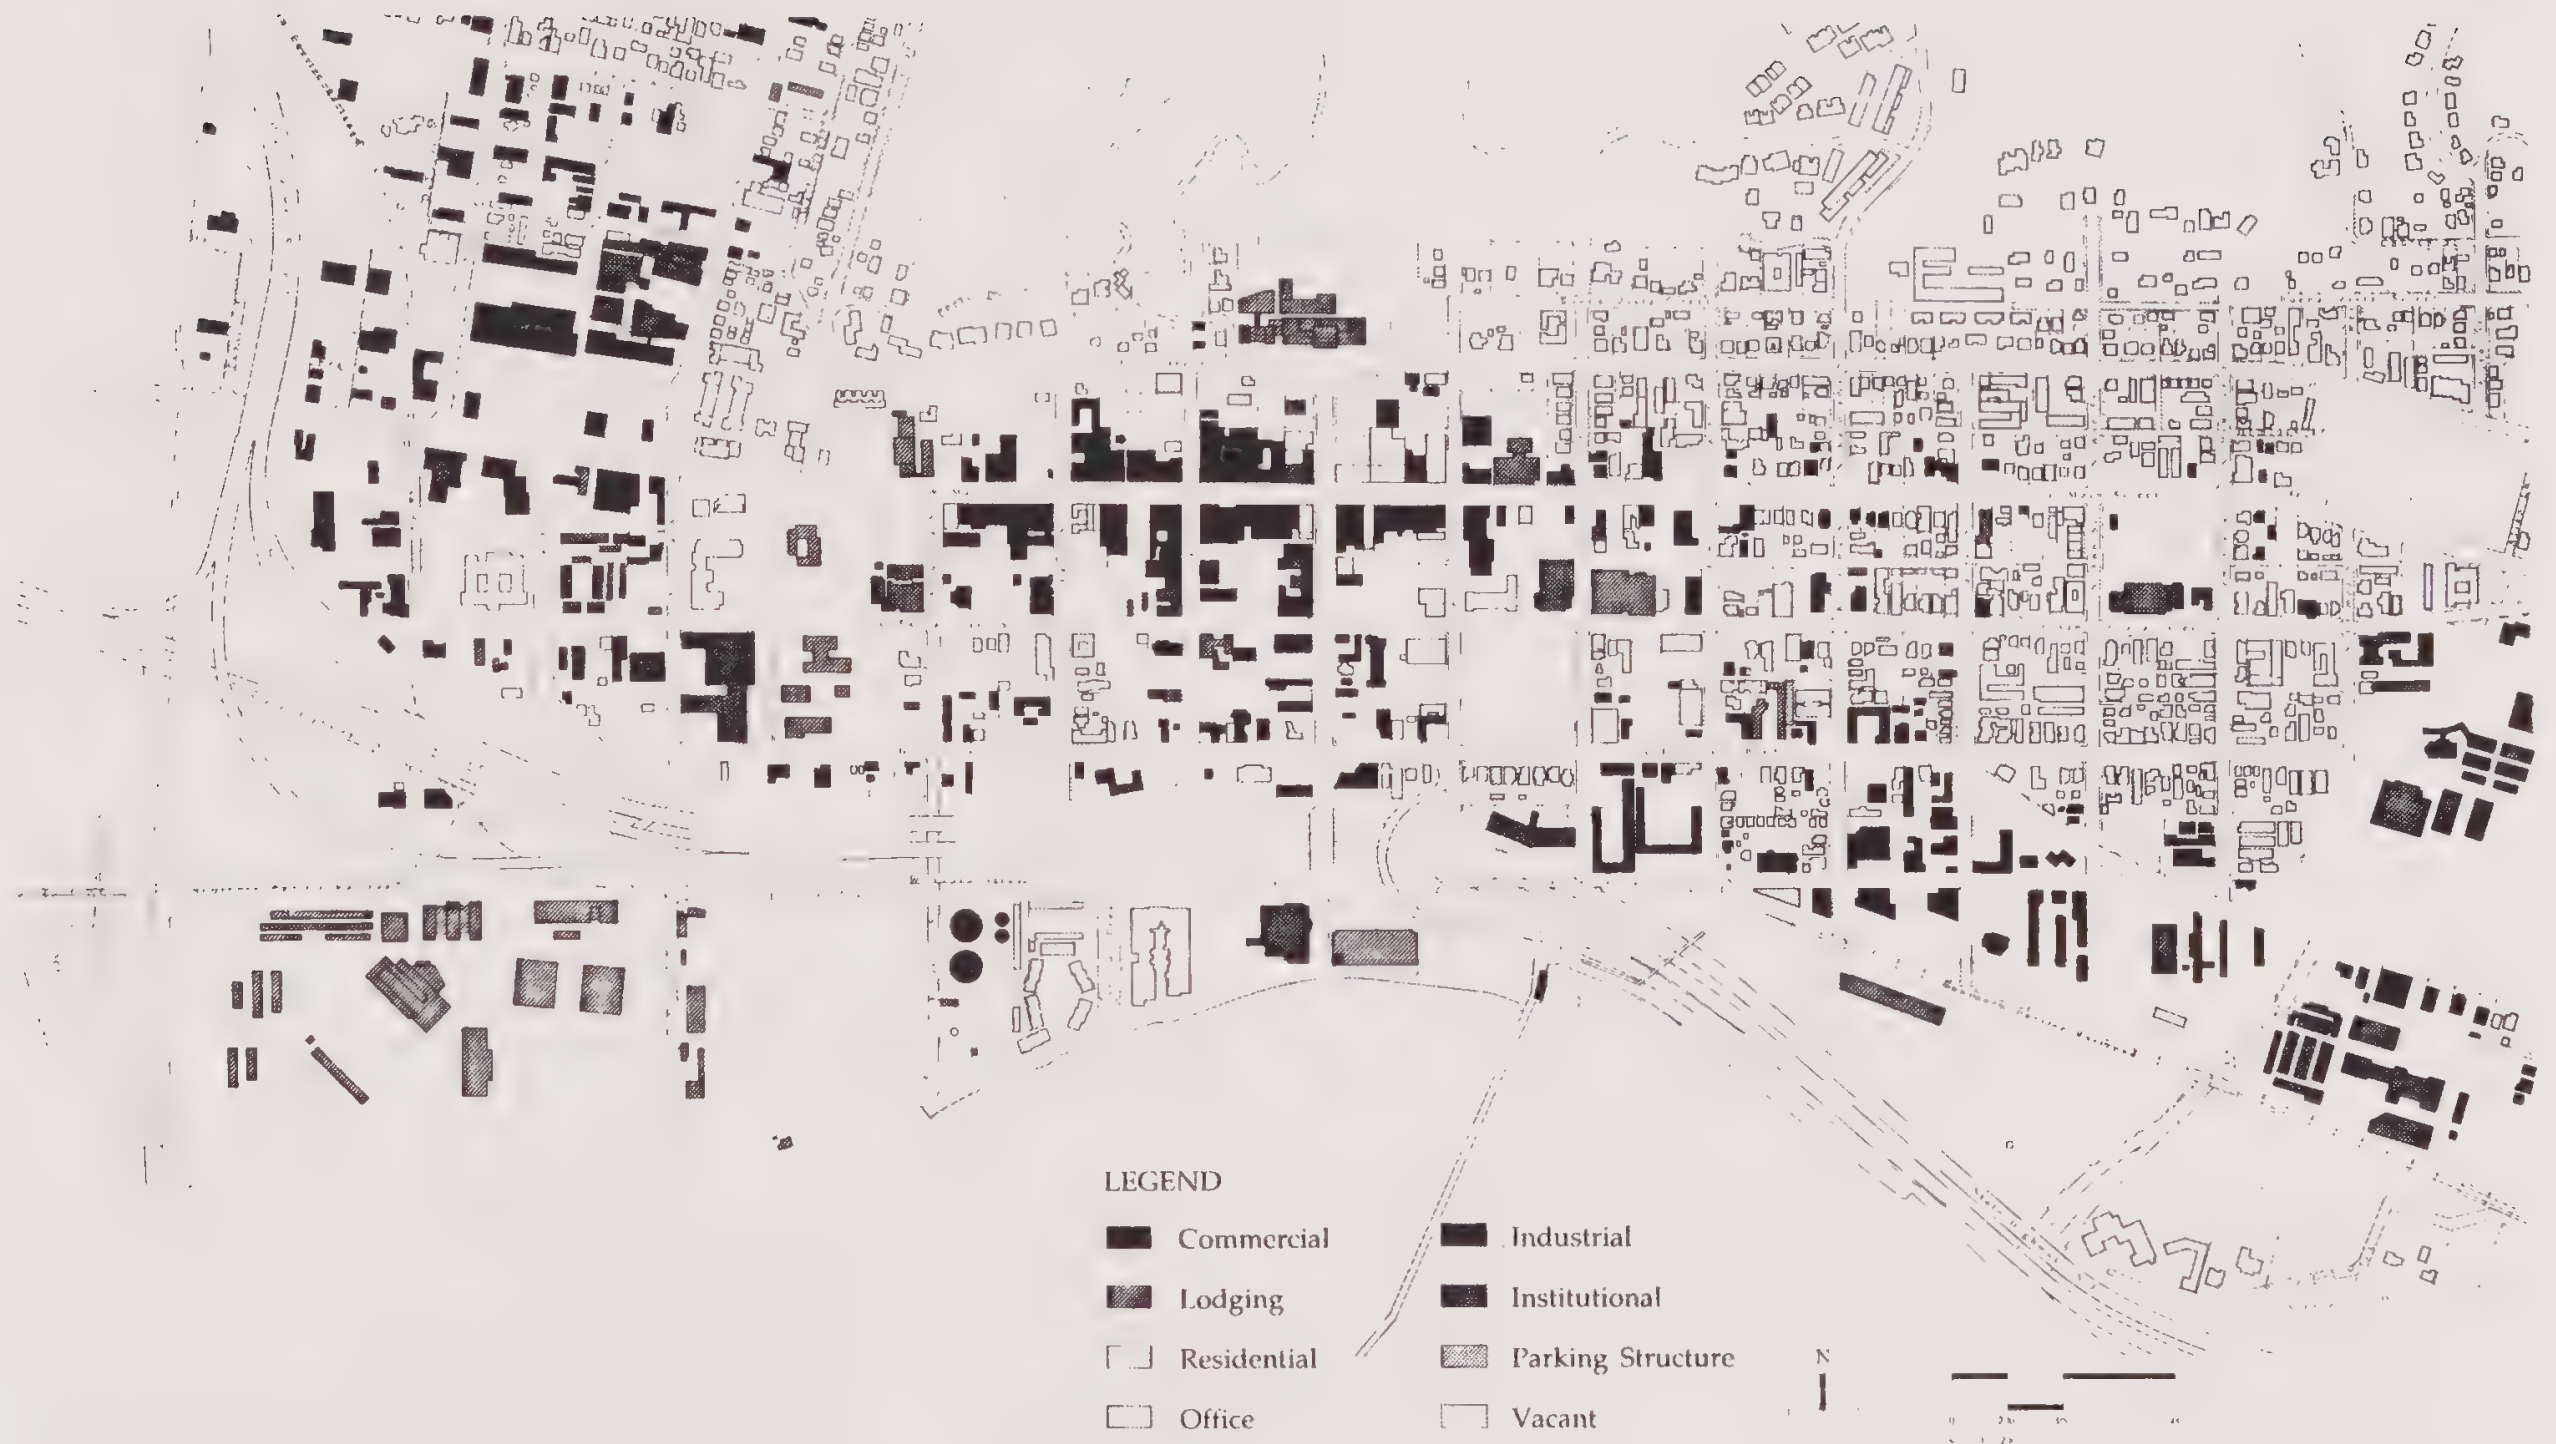 LEGEND
Commercial
Industrial
Lodging
Institutional
Residential
Parking Structure
N
Office
Vacant